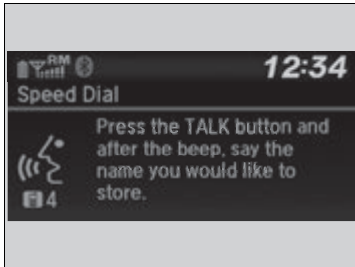 RM 12:34
Speed Dial
Press the TALK button and
after the beep, say the
name you would like to
store.
4